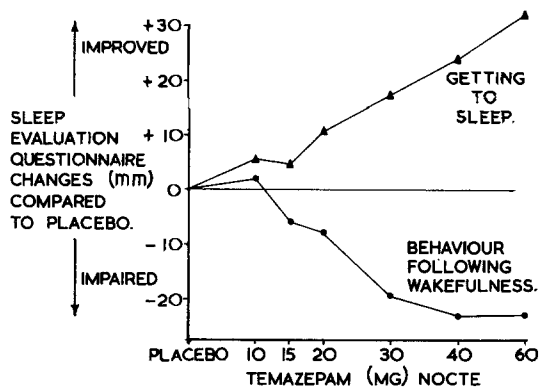 +30
IMPROVED
+20
GETTING
TO
SLEEP.
SLEEP
EVALUATION
QUESTIONNAIRE
CHANGES (mm)
COMPARED
TO PLACEBO.
+10
0
-10
BEHAVIOUR
FOLLOWING
WAKEFULNESS.
IMPAIRED
-20
PLACEBO 10 15 20 30 40 60
TEMAZEPAM (MG) NOCTE